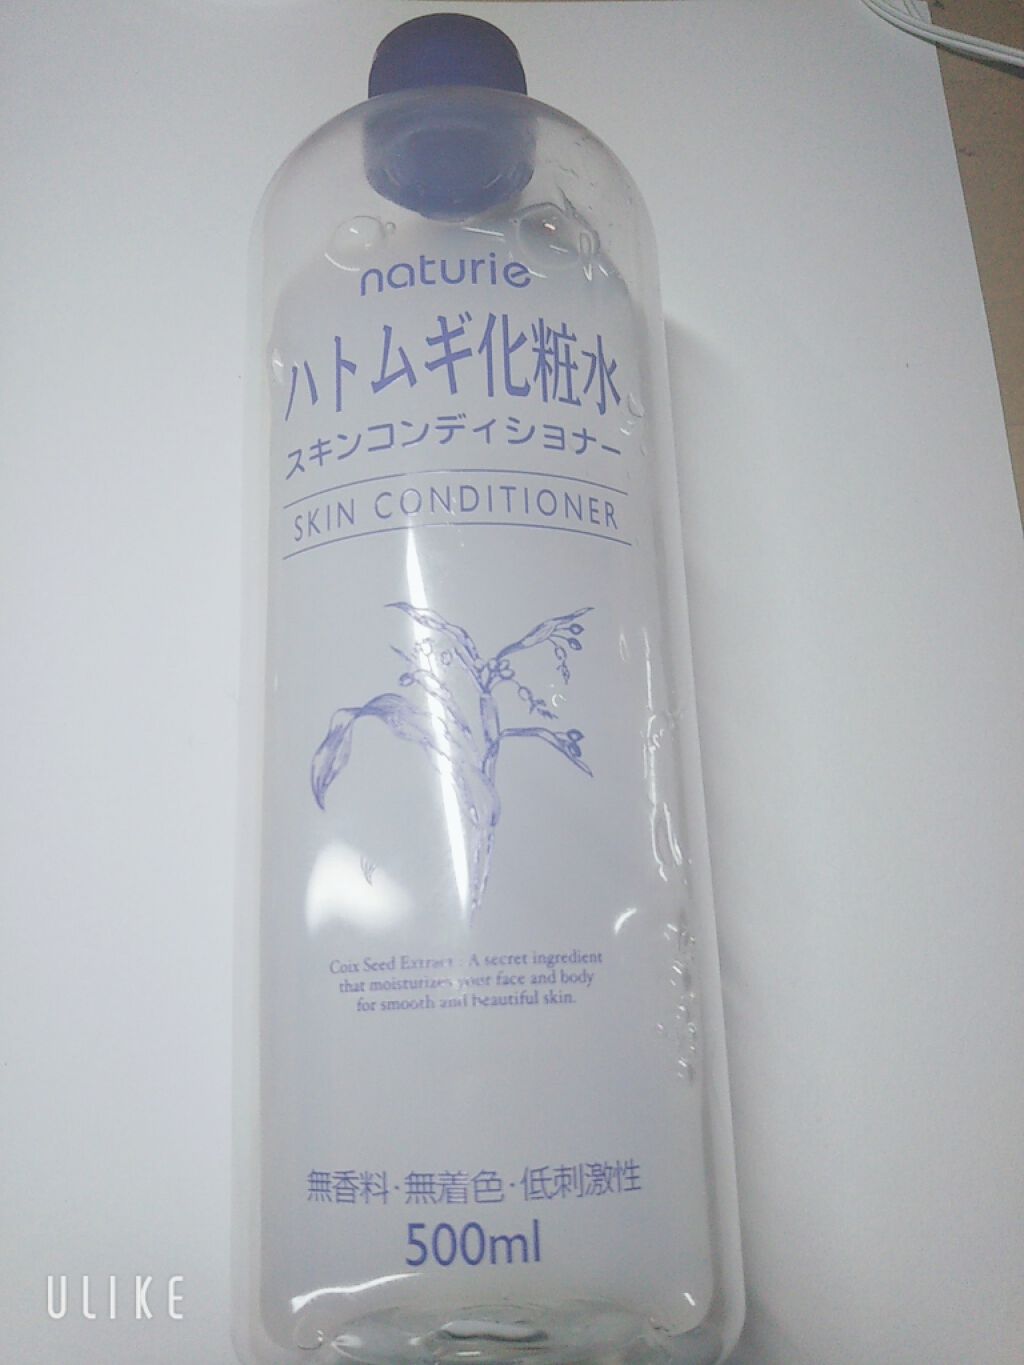 naturie
ハトムギ化粧水
スキンコンディショナー
SKIN CONDITIONER
Coix Seed Extract : A secret ingredient
that moisturizes your face and body
for smooth and beautiful skin.
無香料・無着色・低刺激性
500ml
ULIKE